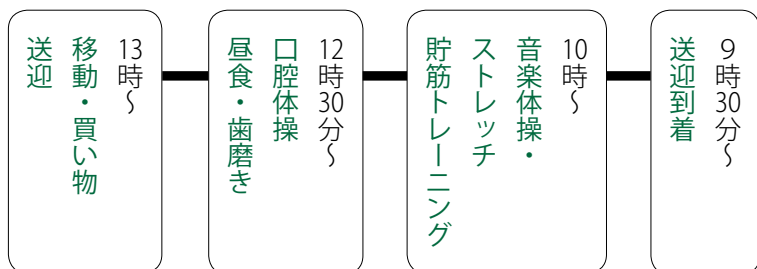 9時30分〜
送迎到着
10時〜
音楽体操・
ストレッチ
貯筋トレーニング
12時30分〜
口腔体操
昼食・歯磨き
13時〜
移動・買い物
送迎